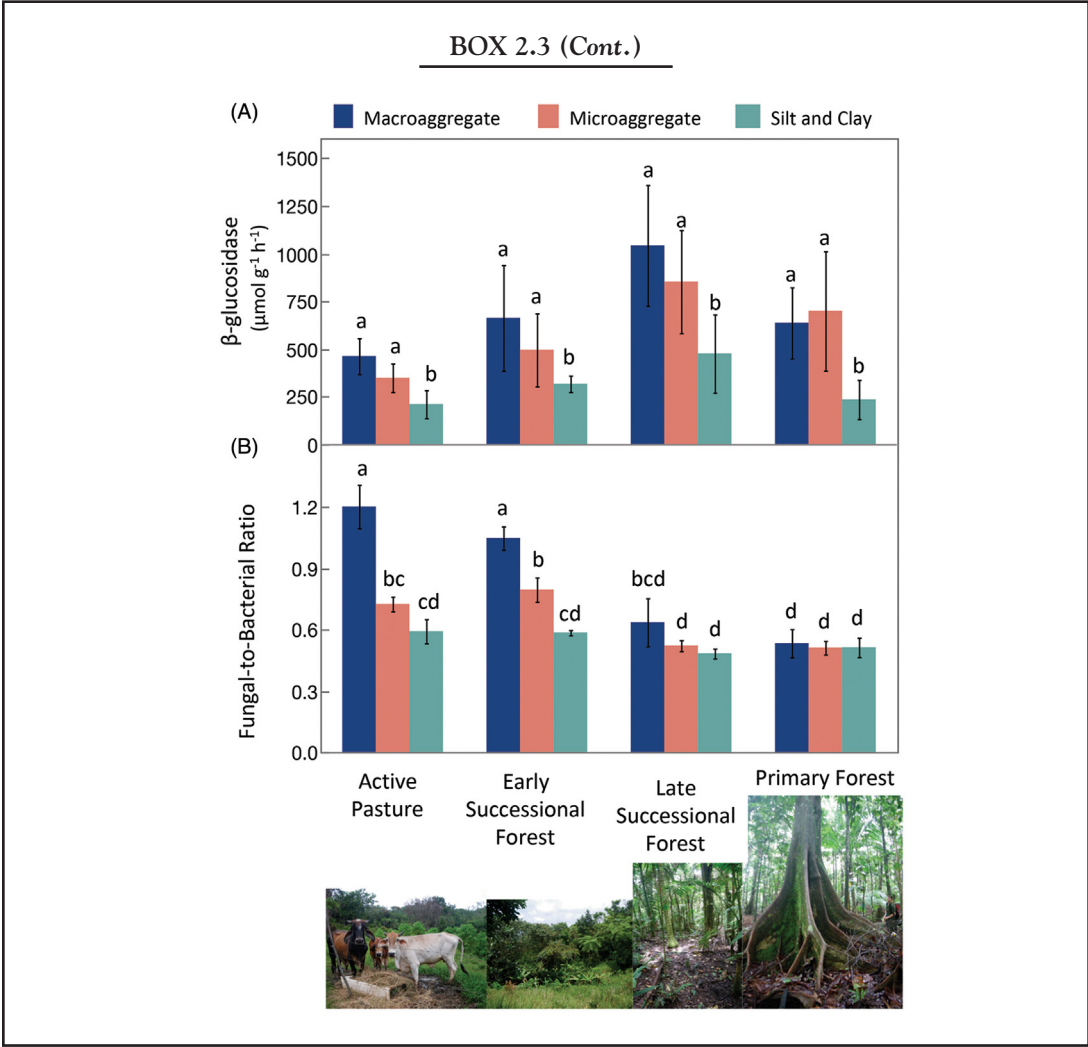 BOX 2.3 (Cont.)
(A)
Macroaggregate Microaggregate Silt and Clay
β-glucosidase
(μmol g⁻¹ h⁻¹)
1500
1250
1000
750
500
250
0
a a b
a a b
a a b
a a b
(B)
Fungal-to-Bacterial Ratio
1.2
0.9
0.6
0.3
0.0
a bc cd
a b cd
bcd d d
d d d
Active
Pasture
Early
Successional
Forest
Late
Successional
Forest
Primary Forest